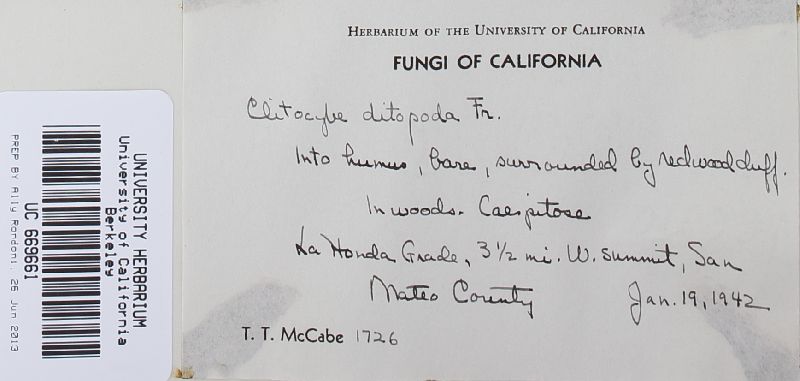 HERBARIUM OF THE UNIVERSITY OF CALIFORNIA
FUNGI OF CALIFORNIA
Clitocybe ditopoda Fr.
Into humus, bare, surrounded by redwood duff.
In woods. Caespitose
La Honda Grade, 3 1/2 mi. W. summit, San
Mateo County Jan. 19, 1942
T. T. McCabe 1726
UNIVERSITY HERBARIUM
University of California
Berkeley
UC 669661
PREP BY Ally Rondoni, 26 Jun 2013